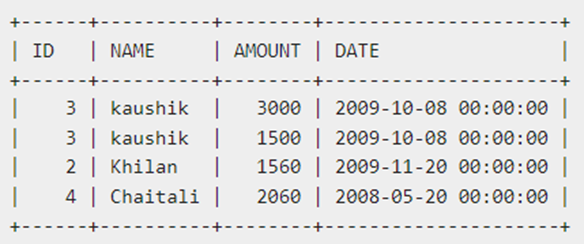 +------+----------+--------+---------------------+
| ID   | NAME     | AMOUNT | DATE                |
+------+----------+--------+---------------------+
|    3 | kaushik  |   3000 | 2009-10-08 00:00:00 |
|    3 | kaushik  |   1500 | 2009-10-08 00:00:00 |
|    2 | Khilan   |   1560 | 2009-11-20 00:00:00 |
|    4 | Chaitali |   2060 | 2008-05-20 00:00:00 |
+------+----------+--------+---------------------+